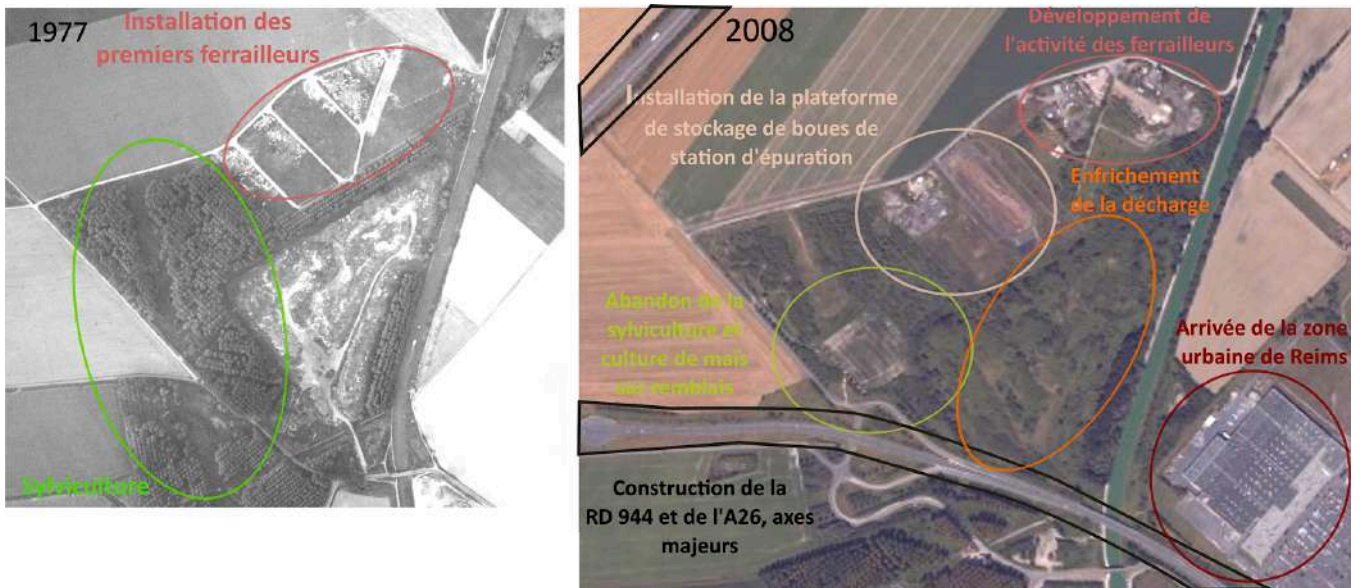 1977
Installation des
premiers ferrailleurs
Sylviculture
2008
Développement de
l'activité des ferrailleurs
Installation de la plateforme
de stockage de boues de
station d'épuration
Enfrichement
de la décharge
Abandon de la
sylviculture et
culture de maïs
sur remblais
Arrivée de la zone
urbaine de Reims
Construction de la
RD 944 et de l'A26, axes
majeurs